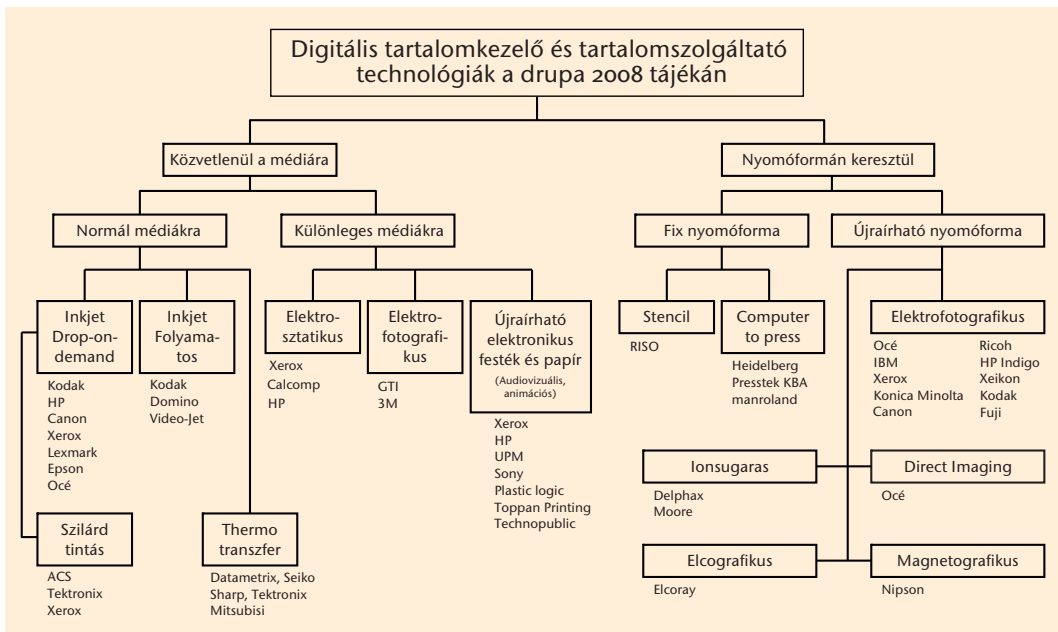 Digitális tartalomkezelő és tartalomszolgáltató
technológiák a drupa 2008 tájékán
Közvetlenül a médiára
Nyomóformán keresztül
Normál médiákra
Különleges médiákra
Fix nyomóforma
Újraírható nyomóforma
Inkjet
Drop-on-
demand
Kodak
HP
Canon
Xerox
Lexmark
Epson
Océ
Inkjet
Folyama-
tos
Kodak
Domino
Video-Jet
Elektro-
sztatikus
Xerox
Calcomp
HP
Elektro-
fotografi-
kus
GTI
3M
Újraírható
elektronikus
festék és papír
(Audiovizuális,
animációs)
Xerox
HP
UPM
Sony
Plastic logic
Toppan Printing
Technopublic
Stencil
RISO
Computer
to press
Heidelberg
Presstek KBA
manroland
Elektrofotografikus
Océ
IBM
Xerox
Konica Minolta
Canon
Ricoh
HP Indigo
Xeikon
Kodak
Fuji
Szilárd
tintás
ACS
Tektronix
Xerox
Thermo
transzfer
Datametrix, Seiko
Sharp, Tektronix
Mitsubisi
Ionsugaras
Delphax
Moore
Direct Imaging
Océ
Elcografikus
Elcoray
Magnetografikus
Nipson